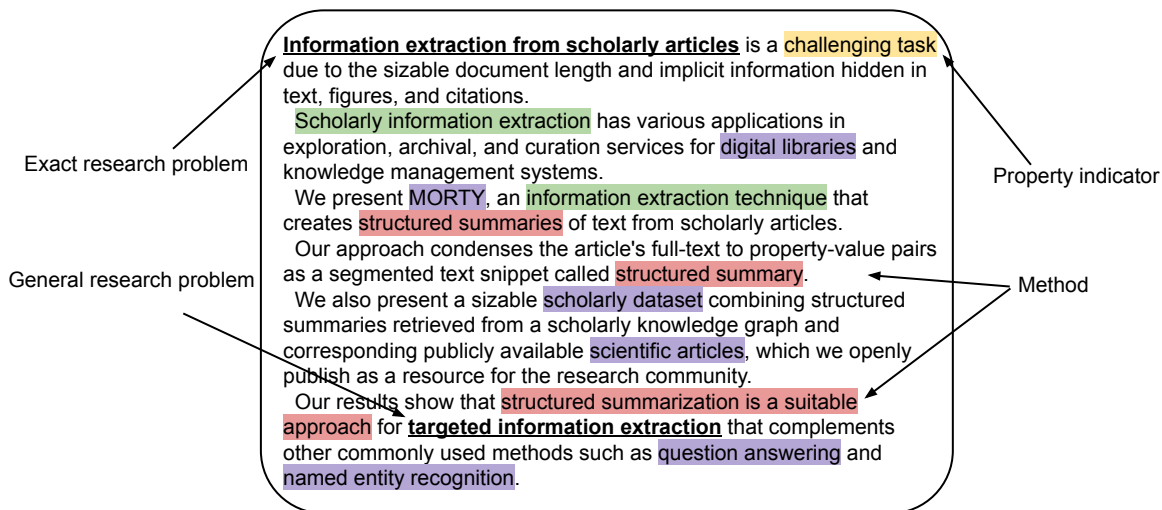 Information extraction from scholarly articles is a challenging task
due to the sizable document length and implicit information hidden in
text, figures, and citations.
Scholarly information extraction has various applications in
exploration, archival, and curation services for digital libraries and
knowledge management systems.
We present MORTY, an information extraction technique that
creates structured summaries of text from scholarly articles.
Our approach condenses the article's full-text to property-value pairs
as a segmented text snippet called structured summary.
We also present a sizable scholarly dataset combining structured
summaries retrieved from a scholarly knowledge graph and
corresponding publicly available scientific articles, which we openly
publish as a resource for the research community.
Our results show that structured summarization is a suitable
approach for targeted information extraction that complements
other commonly used methods such as question answering and
named entity recognition.
Exact research problem
General research problem
Property indicator
Method